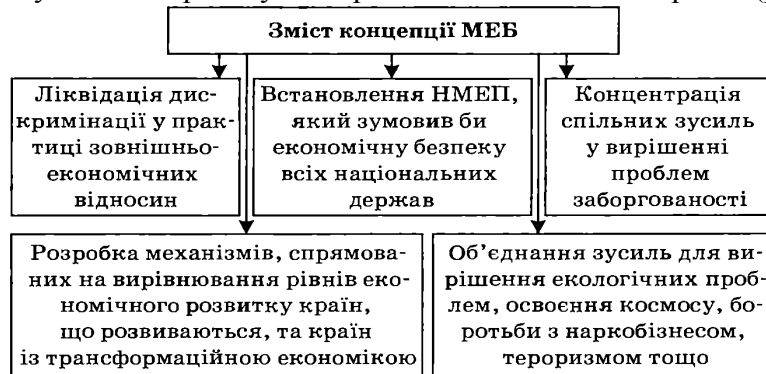 Зміст концепції МЕБ
Ліквідація дис-
кримінації у прак-
тиці зовнішньо-
економічних
відносин
Встановлення НМЕП,
який зумовив би
економічну безпеку
всіх національних
держав
Концентрація
спільних зусиль
у вирішенні
проблем
заборгованості
Розробка механізмів, спрямова-
них на вирівнювання рівнів еко-
номічного розвитку країн,
що розвиваються, та країн
із трансформаційною економікою
Об’єднання зусиль для ви-
рішення екологічних проб-
лем, освоєння космосу, бо-
ротьби з наркобізнесом,
тероризмом тощо